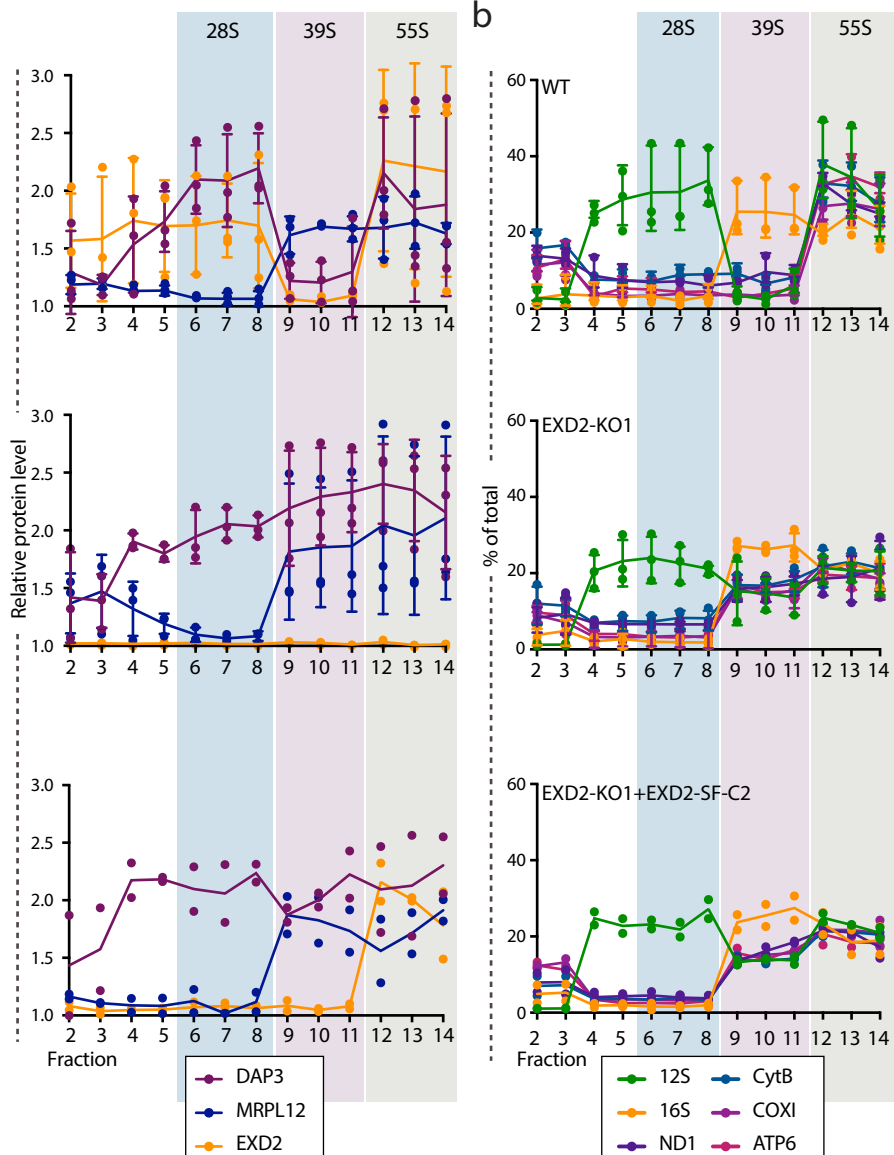 28S 39S 55S
Relative protein level
3.0
2.5
2.0
1.5
1.0
2 3 4 5 6 7 8 9 10 11 12 13 14
3.0
2.5
2.0
1.5
1.0
2 3 4 5 6 7 8 9 10 11 12 13 14
3.0
2.5
2.0
1.5
1.0
2 3 4 5 6 7 8 9 10 11 12 13 14
Fraction
DAP3
MRPL12
EXD2
b
28S 39S 55S
% of total
WT
60
40
20
0
2 3 4 5 6 7 8 9 10 11 12 13 14
EXD2-KO1
60
40
20
0
2 3 4 5 6 7 8 9 10 11 12 13 14
EXD2-KO1+EXD2-SF-C2
60
40
20
0
2 3 4 5 6 7 8 9 10 11 12 13 14
Fraction
12S CytB
16S COXI
ND1 ATP6